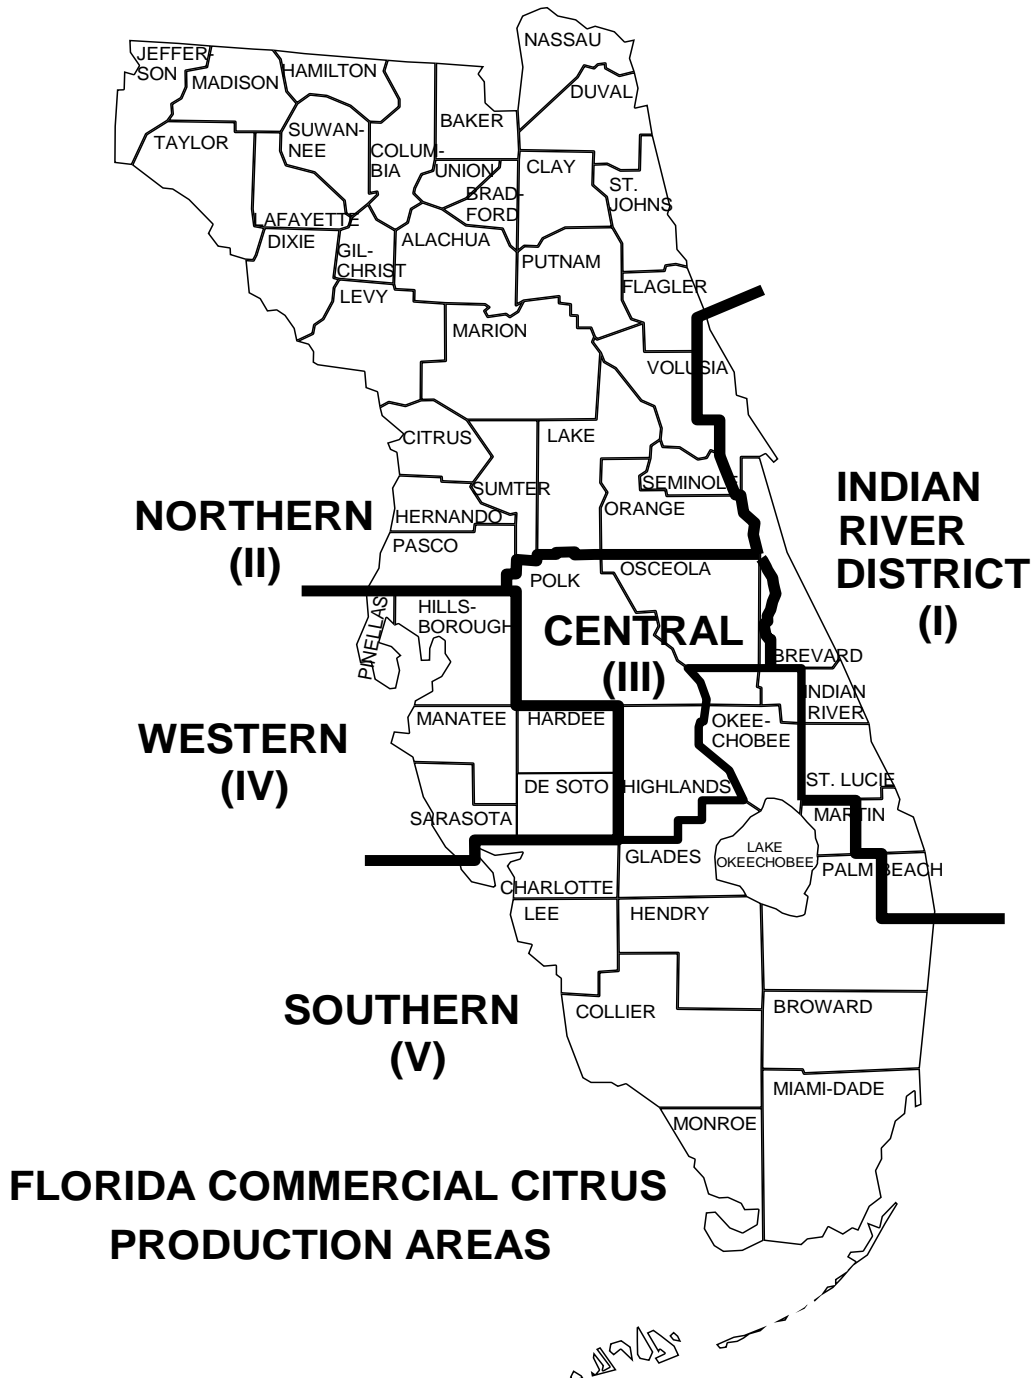 NASSAU
JEFFER-
SON
MADISON
HAMILTON
DUVAL
BAKER
SUWAN-
NEE
TAYLOR
COLUM-
BIA
UNION
CLAY
BRAD-
FORD
ST.
JOHNS
LAFAYETTE
DIXIE
GIL-
CHRIST
ALACHUA
PUTNAM
FLAGLER
LEVY
MARION
VOLUSIA
CITRUS
LAKE
SUMTER
SEMINOLE
ORANGE
HERNANDO
PASCO
NORTHERN
(II)
INDIAN
RIVER
DISTRICT
(I)
POLK
OSCEOLA
PINELLAS
HILLS-
BOROUGH
CENTRAL
(III)
BREVARD
INDIAN
RIVER
WESTERN
(IV)
MANATEE
HARDEE
OKEE-
CHOBEE
DE SOTO
HIGHLANDS
ST. LUCIE
SARASOTA
MARTIN
GLADES
LAKE
OKEECHOBEE
PALM BEACH
CHARLOTTE
LEE
HENDRY
SOUTHERN
(V)
COLLIER
BROWARD
MIAMI-DADE
MONROE
FLORIDA COMMERCIAL CITRUS
PRODUCTION AREAS